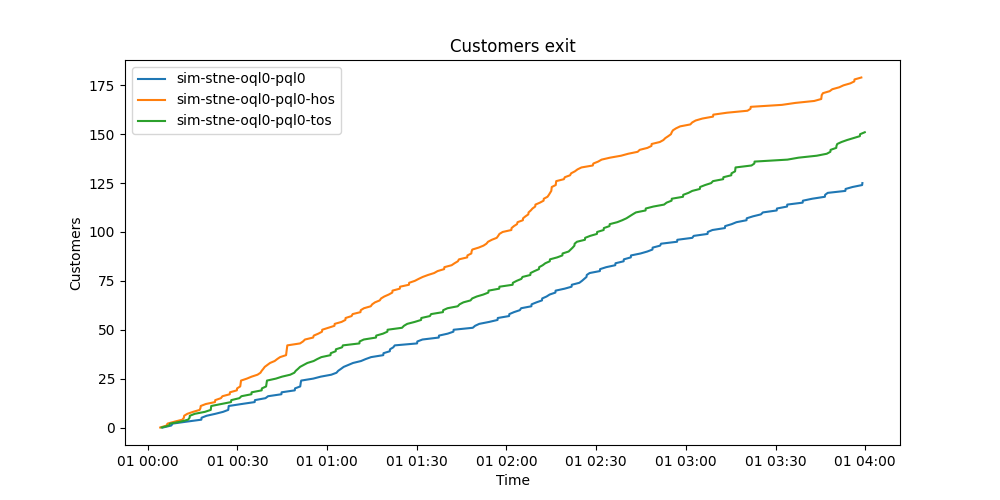 Customers exit
sim-stne-oql0-pql0
sim-stne-oql0-pql0-hos
sim-stne-oql0-pql0-tos
175
150
125
100
75
50
25
0
Customers
01 00:00 01 00:30 01 01:00 01 01:30 01 02:00 01 02:30 01 03:00 01 03:30 01 04:00
Time